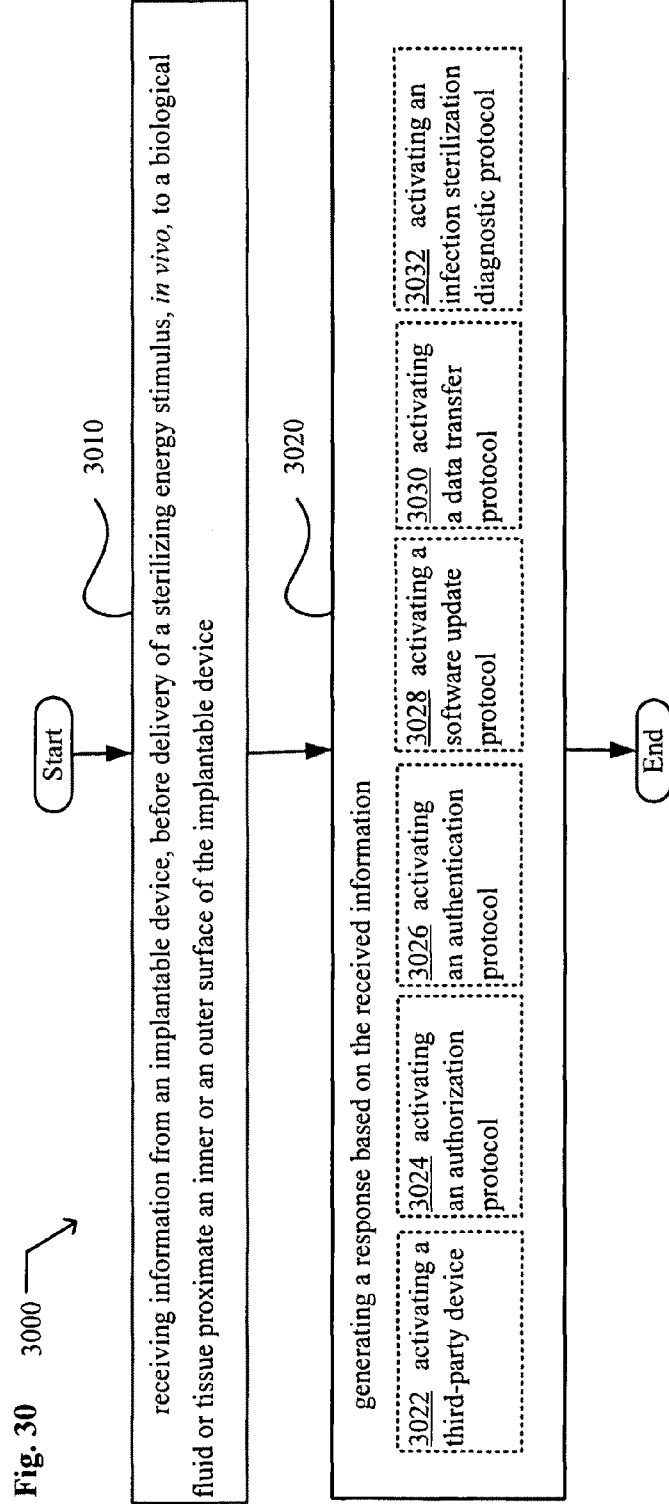 Fig. 30
3000
Start
3010
receiving information from an implantable device, before delivery of a sterilizing energy stimulus, in vivo, to a biological
fluid or tissue proximate an inner or an outer surface of the implantable device
3020
generating a response based on the received information
3022 activating a
third-party device
3024 activating
an authorization
protocol
3026 activating
an authentication
protocol
3028 activating a
software update
protocol
3030 activating
a data transfer
protocol
3032 activating an
infection sterilization
diagnostic protocol
End